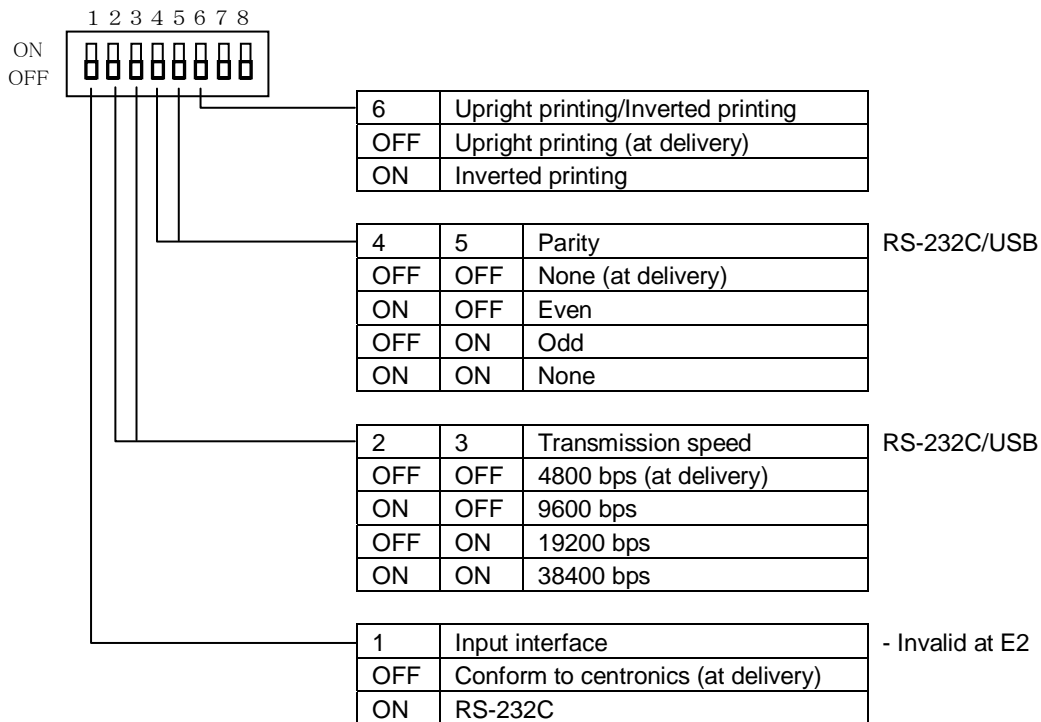 1 2 3 4 5 6 7 8
ON
OFF
6 Upright printing/Inverted printing
OFF Upright printing (at delivery)
ON Inverted printing
4 5 Parity RS-232C/USB
OFF OFF None (at delivery)
ON OFF Even
OFF ON Odd
ON ON None
2 3 Transmission speed RS-232C/USB
OFF OFF 4800 bps (at delivery)
ON OFF 9600 bps
OFF ON 19200 bps
ON ON 38400 bps
1 Input interface - Invalid at E2
OFF Conform to centronics (at delivery)
ON RS-232C